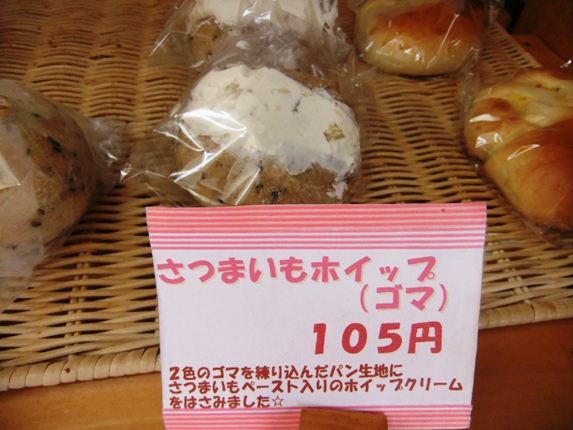 さつまいもホイップ
（ゴマ）
１０５円
２色のゴマを練り込んだパン生地に
さつまいもペースト入りのホイップクリーム
をはさみました☆